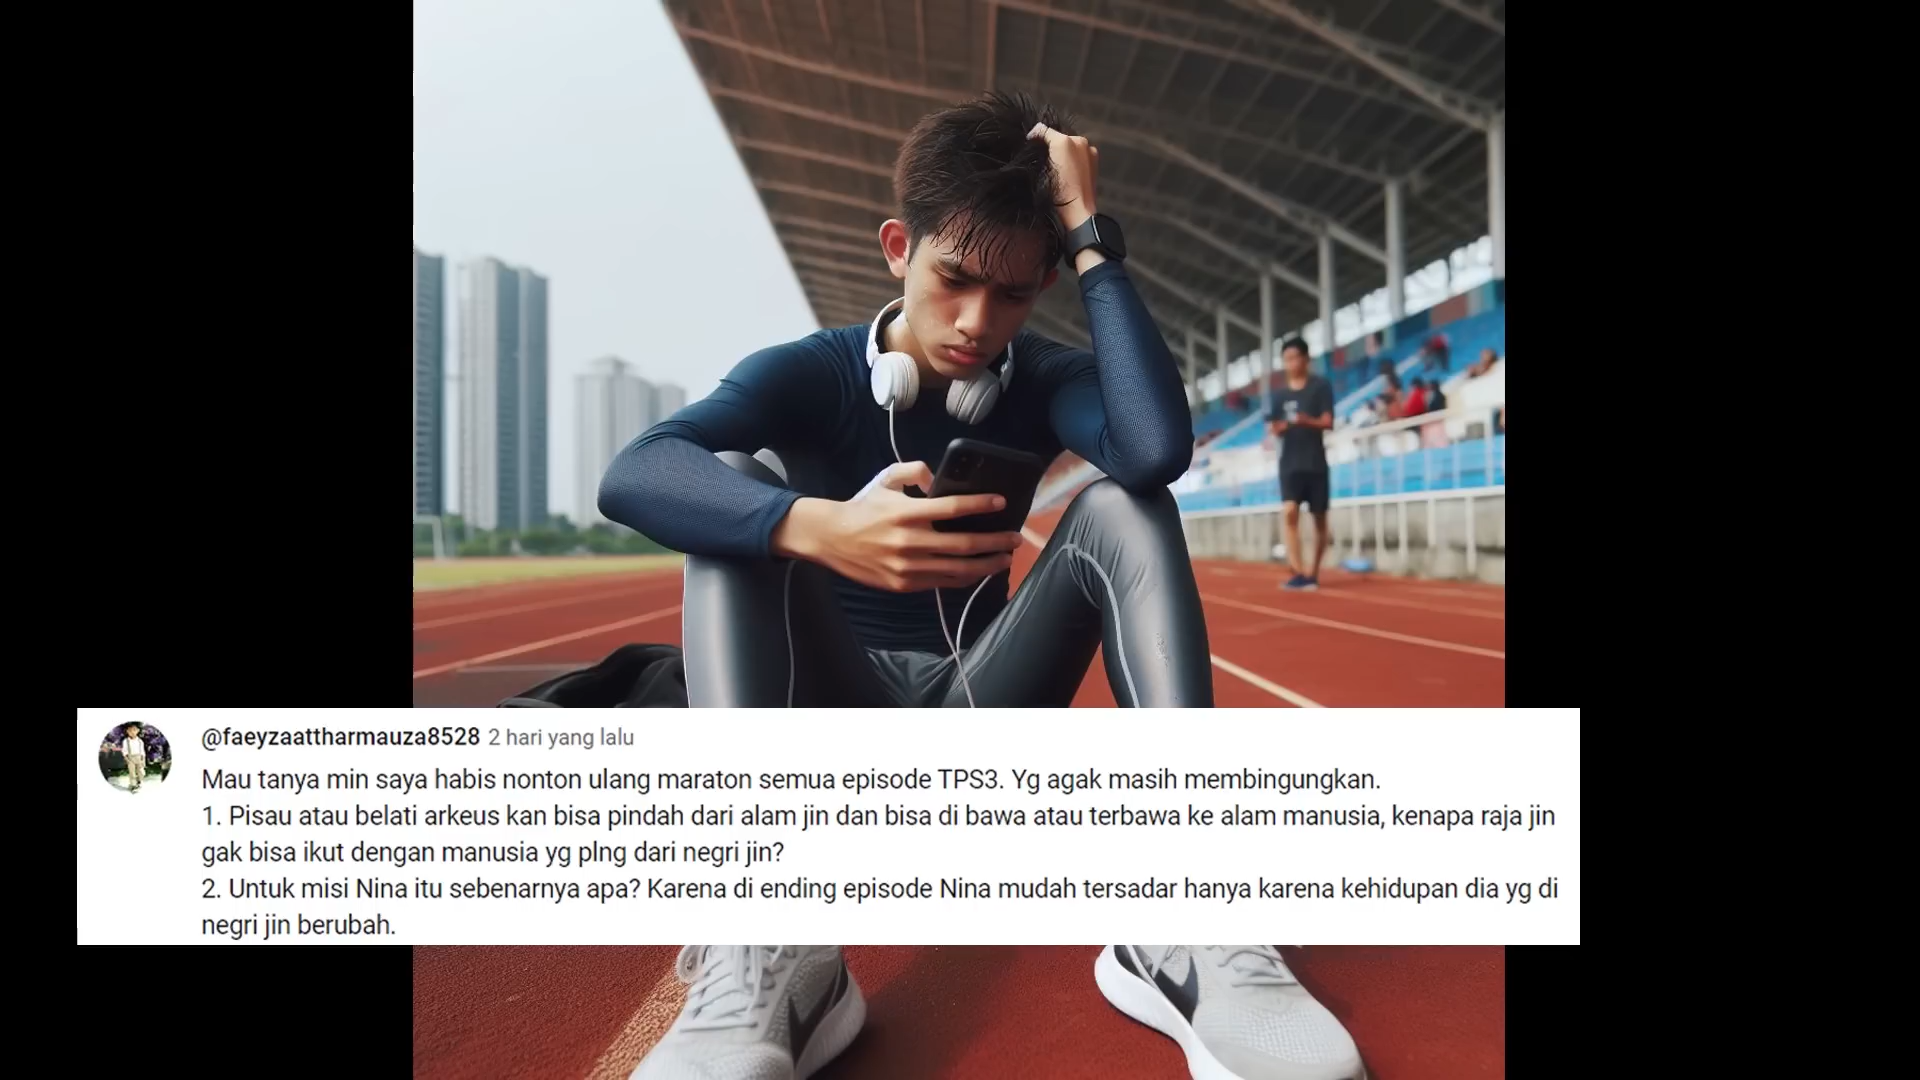 @faeyzaattharmauza8528 2 hari yang lalu
Mau tanya min saya habis nonton ulang maraton semua episode TPS3. Yg agak masih membingungkan.
1. Pisau atau belati arkeus kan bisa pindah dari alam jin dan bisa di bawa atau terbawa ke alam manusia, kenapa raja jin
gak bisa ikut dengan manusia yg plng dari negri jin?
2. Untuk misi Nina itu sebenarnya apa? Karena di ending episode Nina mudah tersadar hanya karena kehidupan dia yg di
negri jin berubah.